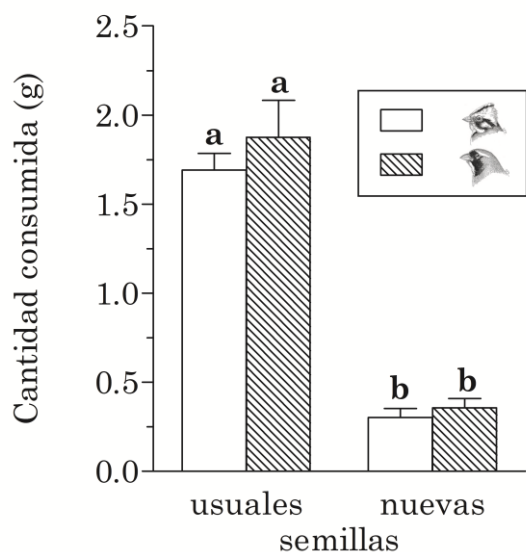 Cantidad consumida (g)
2.5
2.0
1.5
1.0
0.5
0.0
a
a
b
b
usuales
nuevas
semillas